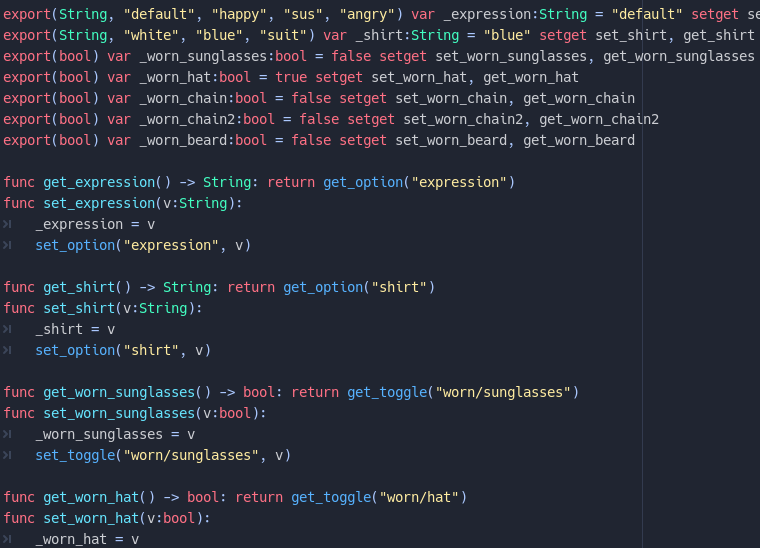 export(String, "default", "happy", "sus", "angry") var _expression:String = "default" setget se
export(String, "white", "blue", "suit") var _shirt:String = "blue" setget set_shirt, get_shirt
export(bool) var _worn_sunglasses:bool = false setget set_worn_sunglasses, get_worn_sunglasses
export(bool) var _worn_hat:bool = true setget set_worn_hat, get_worn_hat
export(bool) var _worn_chain:bool = false setget set_worn_chain, get_worn_chain
export(bool) var _worn_chain2:bool = false setget set_worn_chain2, get_worn_chain2
export(bool) var _worn_beard:bool = false setget set_worn_beard, get_worn_beard
func get_expression() -> String: return get_option("expression")
func set_expression(v:String):
_expression = v
set_option("expression", v)
func get_shirt() -> String: return get_option("shirt")
func set_shirt(v:String):
_shirt = v
set_option("shirt", v)
func get_worn_sunglasses() -> bool: return get_toggle("worn/sunglasses")
func set_worn_sunglasses(v:bool):
_worn_sunglasses = v
set_toggle("worn/sunglasses", v)
func get_worn_hat() -> bool: return get_toggle("worn/hat")
func set_worn_hat(v:bool):
_worn_hat = v